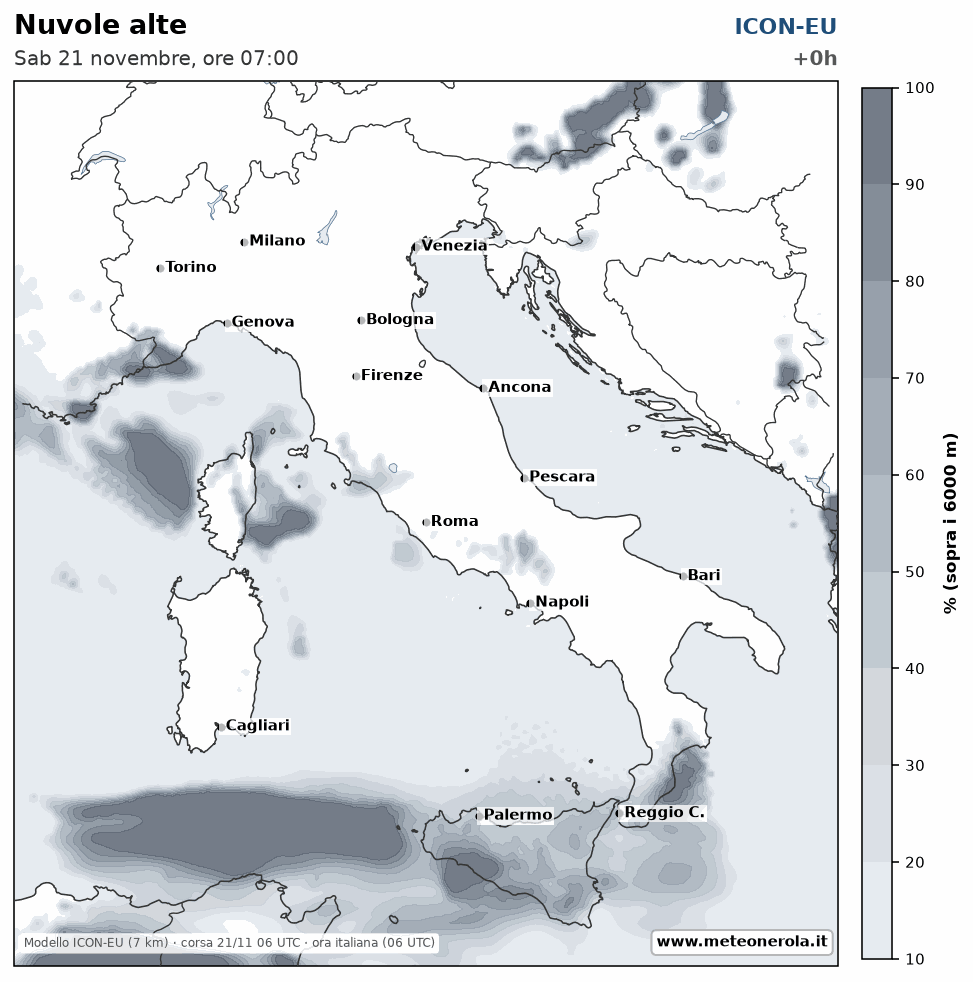 Nuvole alte
ICON-EU
Sab 21 novembre, ore 07:00
+0h
100
90
80
70
60
50
40
30
20
10
% (sopra i 6000 m)
Milano
Venezia
Torino
Genova
Bologna
Firenze
Ancona
Pescara
Roma
Bari
Napoli
Cagliari
Palermo
Reggio C.
Modello ICON-EU (7 km) · corsa 21/11 06 UTC · ora italiana (06 UTC)
www.meteonerola.it